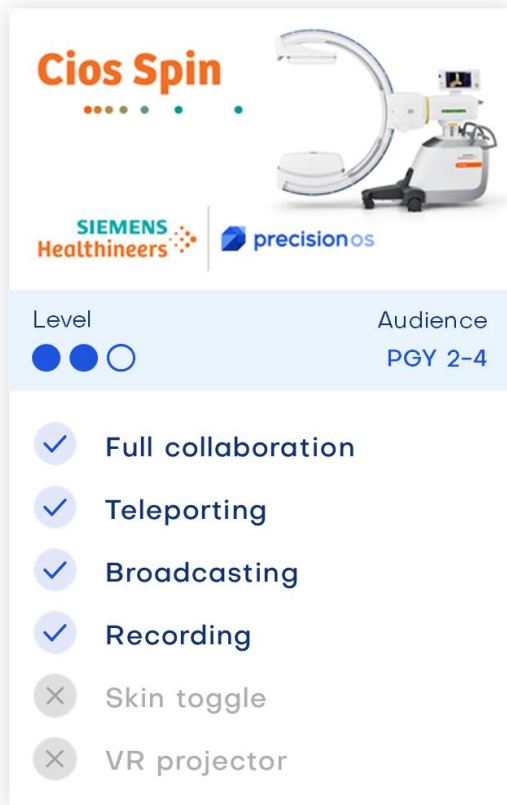 Cios Spin
SIEMENS
Healthineers
precisionos
Level
Audience
PGY 2-4
Full collaboration
Teleporting
Broadcasting
Recording
Skin toggle
VR projector